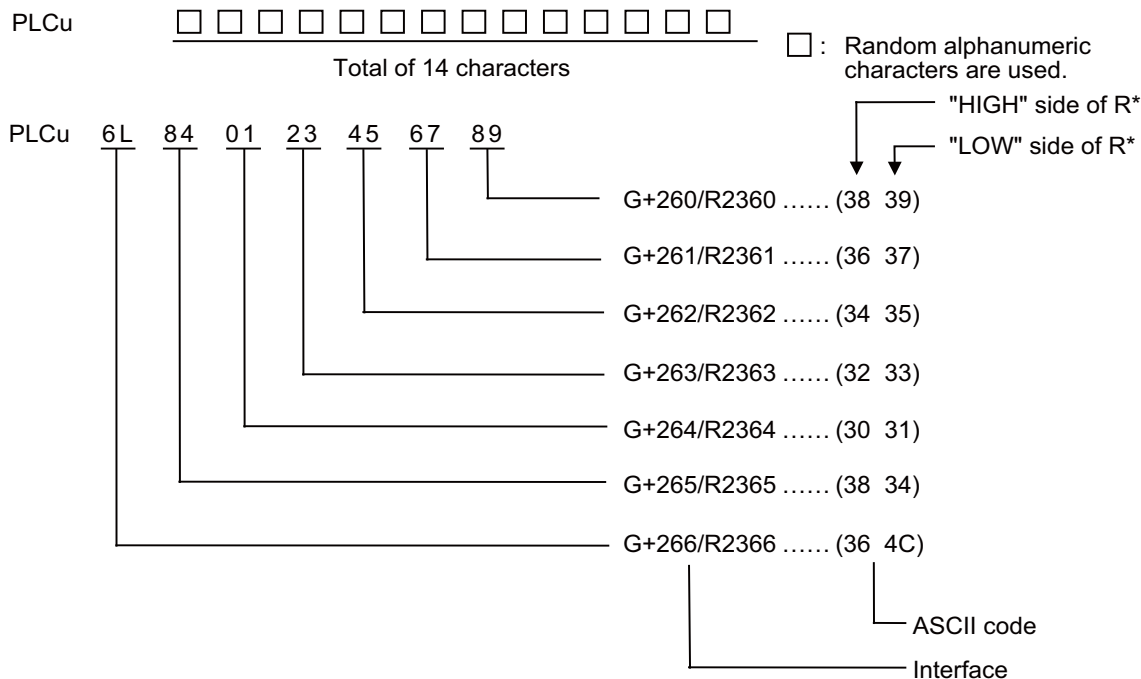 PLCu □ □ □ □ □ □ □ □ □ □ □ □ □ □
Total of 14 characters
□ : Random alphanumeric
characters are used.
"HIGH" side of R*
"LOW" side of R*
PLCu 6L 84 01 23 45 67 89
G+260/R2360 ...... (38 39)
G+261/R2361 ...... (36 37)
G+262/R2362 ...... (34 35)
G+263/R2363 ...... (32 33)
G+264/R2364 ...... (30 31)
G+265/R2365 ...... (38 34)
G+266/R2366 ...... (36 4C)
ASCII code
Interface